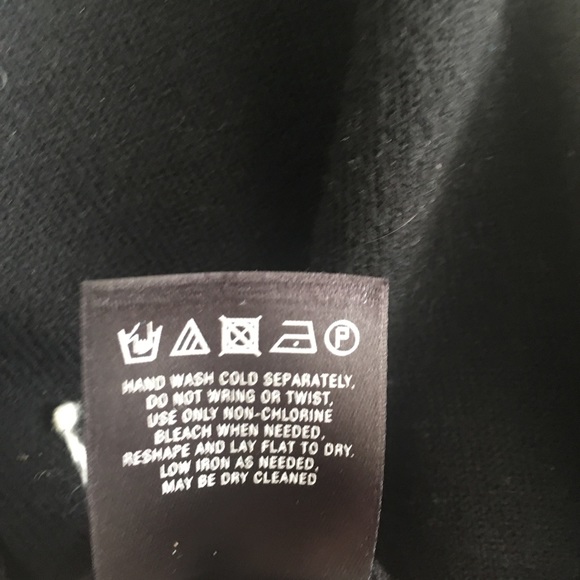 P
HAND WASH COLD SEPARATELY,
DO NOT WRING OR TWIST,
USE ONLY NON-CHLORINE
BLEACH WHEN NEEDED,
RESHAPE AND LAY FLAT TO DRY,
LOW IRON AS NEEDED,
MAY BE DRY CLEANED